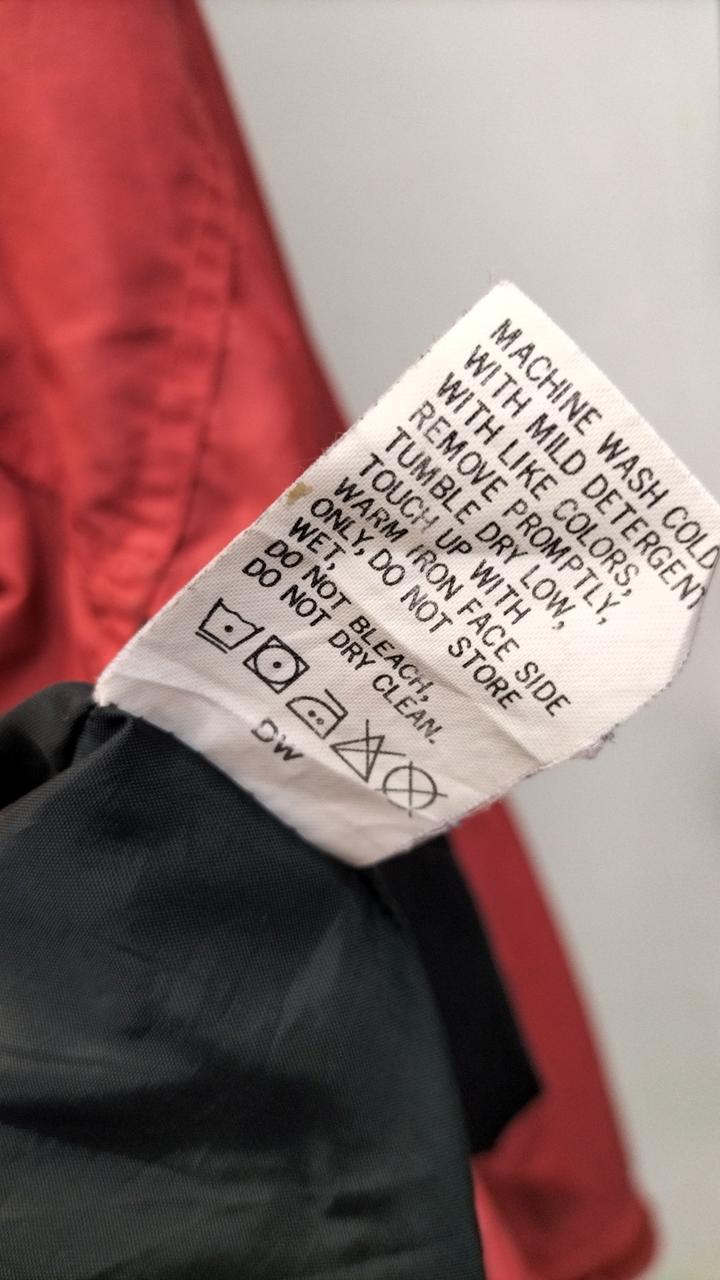 MACHINE WASH COLD
WITH MILD DETERGENT
WITH LIKE COLORS,
REMOVE PROMPTLY,
TUMBLE DRY LOW,
TOUCH UP WITH
WARM IRON FACE SIDE
ONLY, DO NOT STORE
WET,
DO NOT BLEACH,
DO NOT DRY CLEAN.
DW